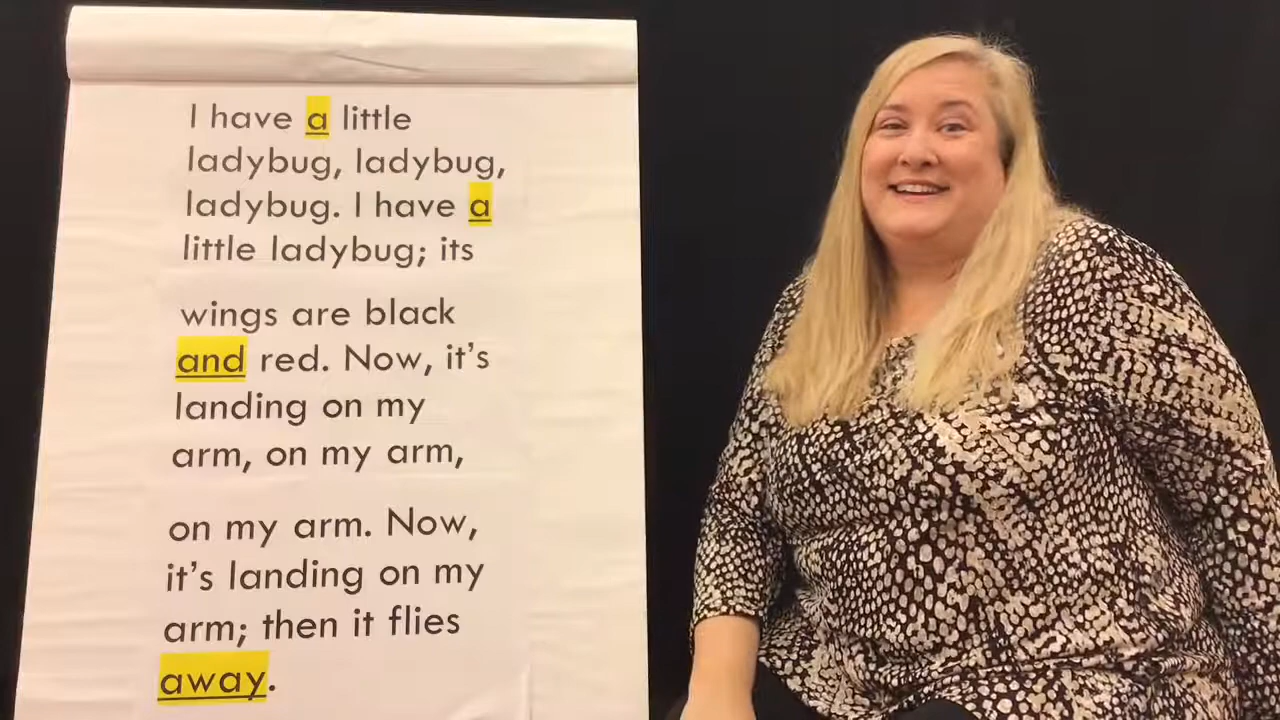 I have a little
ladybug, ladybug,
ladybug. I have a
little ladybug; its
wings are black
and red. Now, it's
landing on my
arm, on my arm,
on my arm. Now,
it's landing on my
arm; then it flies
away.